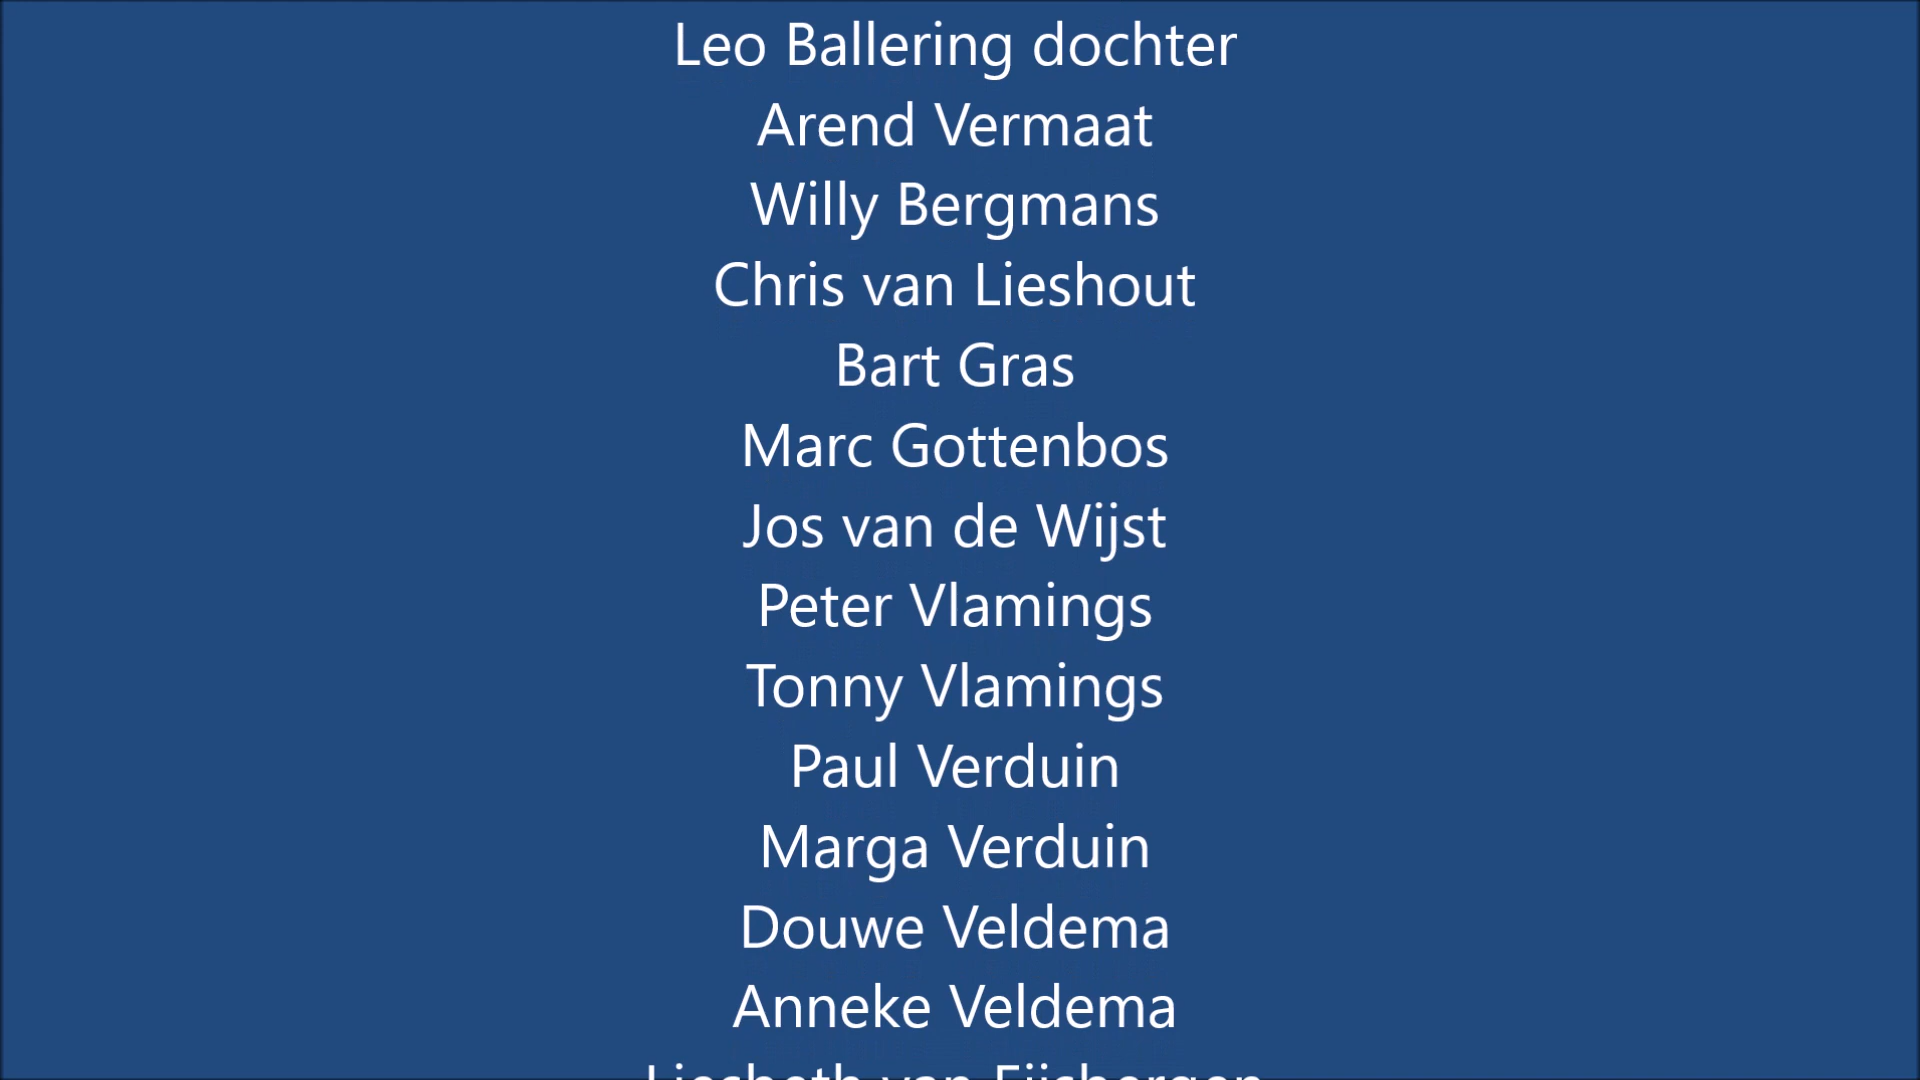 Leo Ballering dochter
Arend Vermaat
Willy Bergmans
Chris van Lieshout
Bart Gras
Marc Gottenbos
Jos van de Wijst
Peter Vlamings
Tonny Vlamings
Paul Verduin
Marga Verduin
Douwe Veldema
Anneke Veldema
van